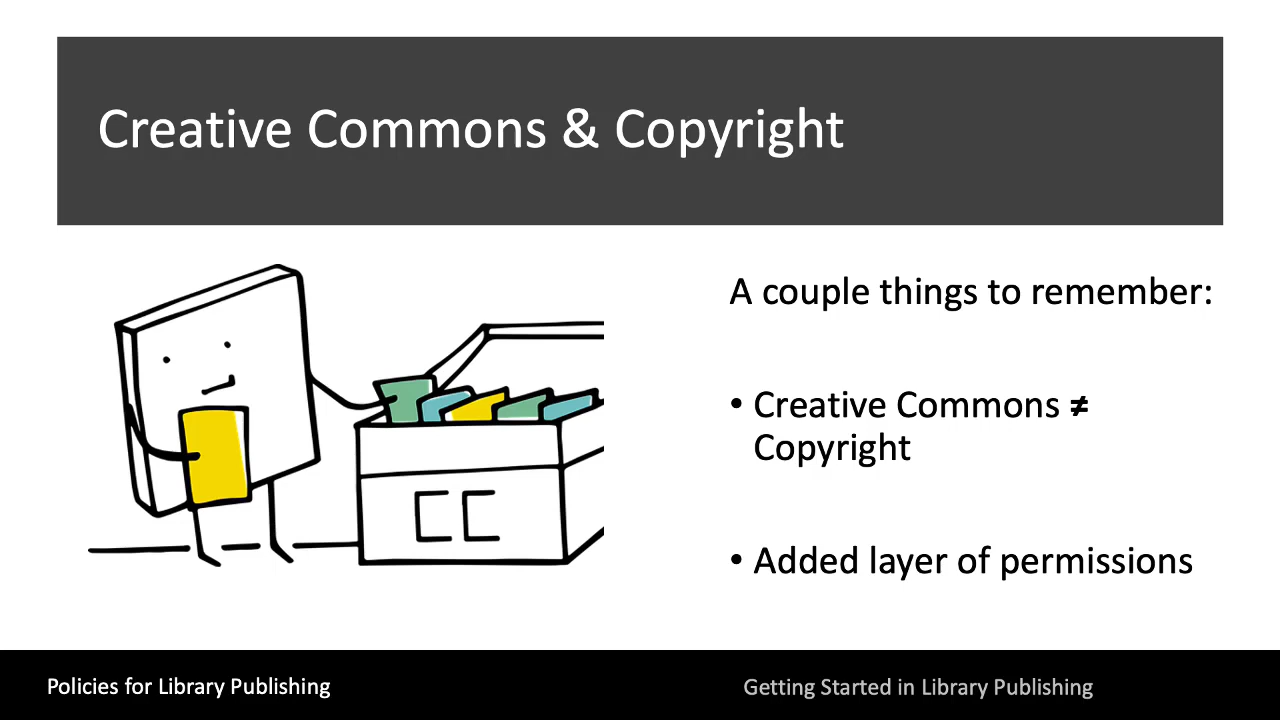 Creative Commons & Copyright
A couple things to remember:
• Creative Commons ≠
Copyright
• Added layer of permissions
CC
Policies for Library Publishing
Getting Started in Library Publishing